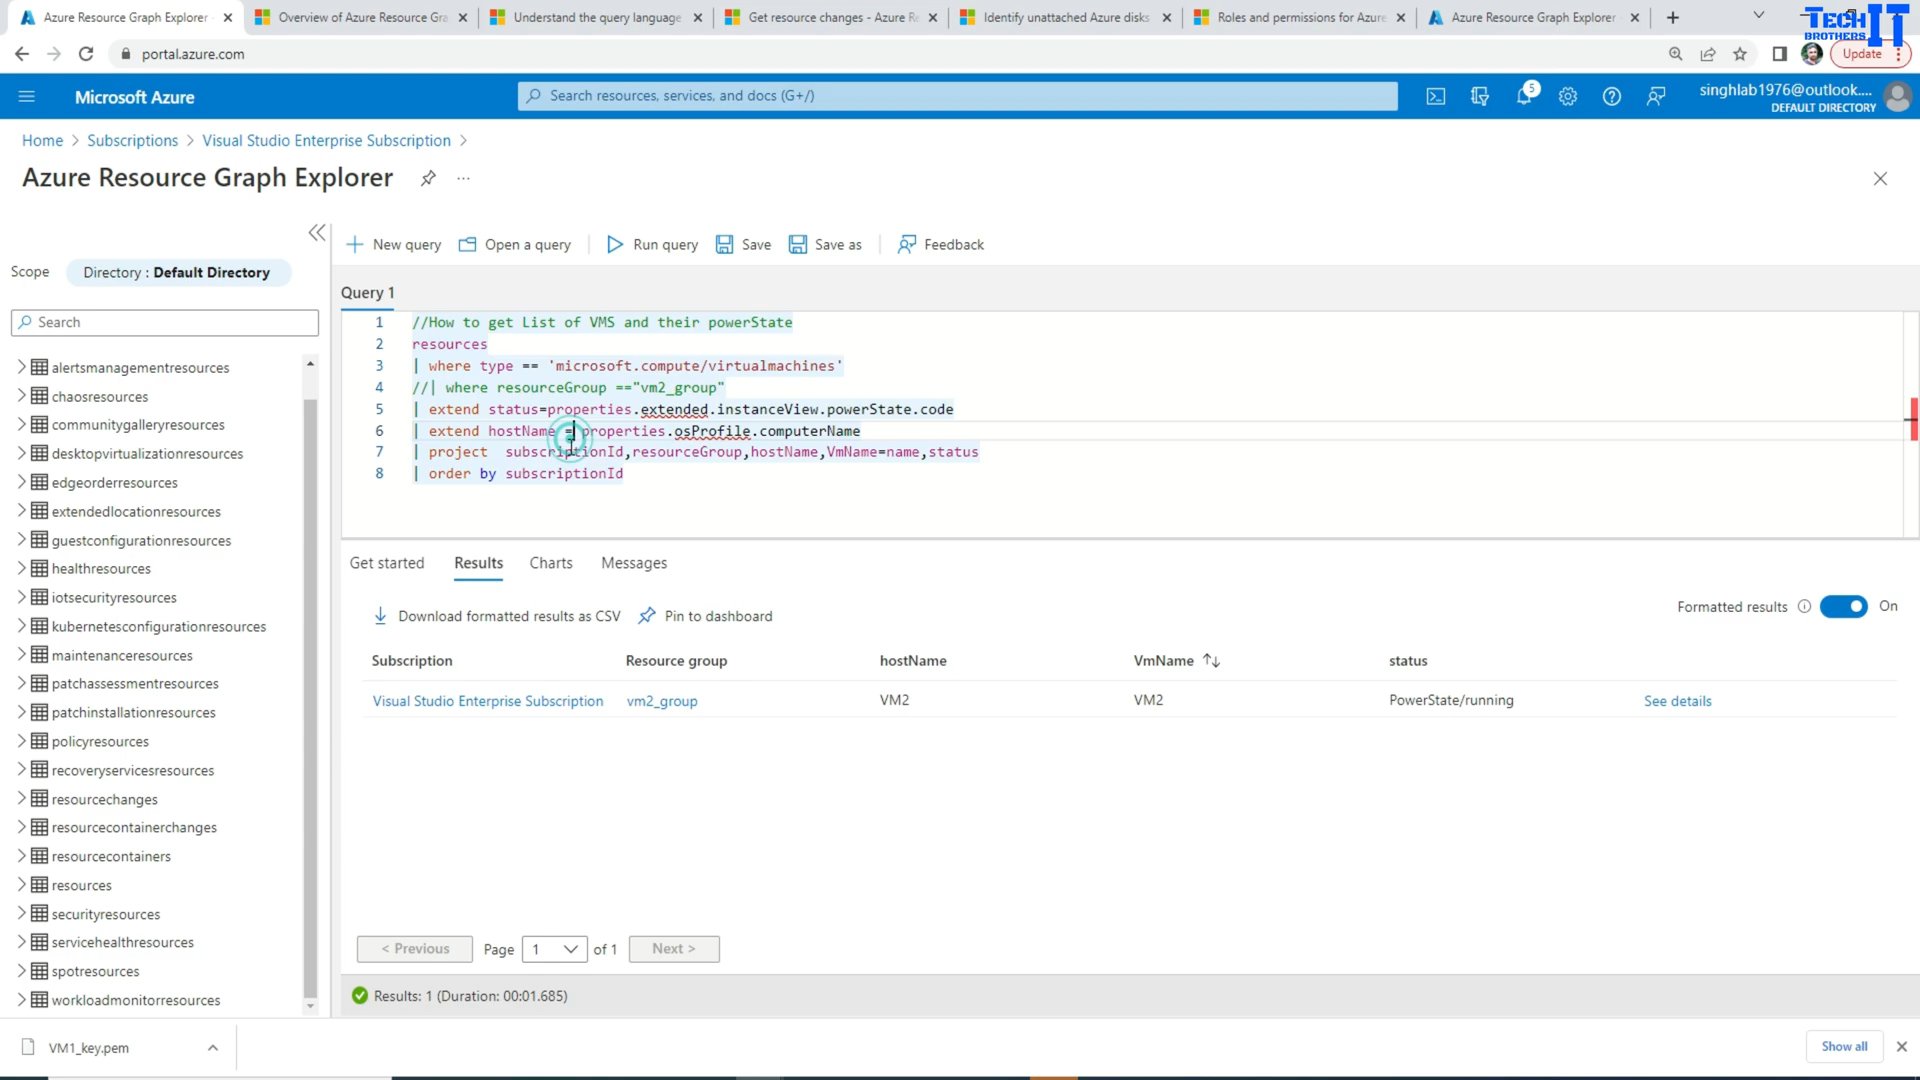 Azure Resource Graph Explorer
Overview of Azure Resource Gra
Understand the query language
Get resource changes - Azure Re
Identify unattached Azure disks
Roles and permissions for Azure
Azure Resource Graph Explorer
TECH IT
BROTHERS
portal.azure.com
Update
Microsoft Azure
Search resources, services, and docs (G+/)
5
singhlab1976@outlook....
DEFAULT DIRECTORY
Home > Subscriptions > Visual Studio Enterprise Subscription >
Azure Resource Graph Explorer
New query
Open a query
Run query
Save
Save as
Feedback
Scope
Directory : Default Directory
Search
alertsmanagementresources
chaosresources
communitygalleryresources
desktopvirtualizationresources
edgeorderresources
extendedlocationresources
guestconfigurationresources
healthresources
iotsecurityresources
kubernetesconfigurationresources
maintenanceresources
patchassessmentresources
patchinstallationresources
policyresources
recoveryservicesresources
resourcechanges
resourcecontainerchanges
resourcecontainers
resources
securityresources
servicehealthresources
spotresources
workloadmonitorresources
Query 1
1 //How to get List of VMS and their powerState
2 resources
3 | where type == 'microsoft.compute/virtualmachines'
4 //| where resourceGroup =="vm2_group"
5 | extend status=properties.extended.instanceView.powerState.code
6 | extend hostName = properties.osProfile.computerName
7 | project  subscriptionId,resourceGroup,hostName,VmName=name,status
8 | order by subscriptionId
Get started
Results
Charts
Messages
Download formatted results as CSV
Pin to dashboard
Formatted results
On
Subscription Resource group hostName VmName status
Visual Studio Enterprise Subscription vm2_group VM2 VM2 PowerState/running See details
< Previous Page 1 of 1 Next >
Results: 1 (Duration: 00:01.685)
VM1_key.pem
Show all